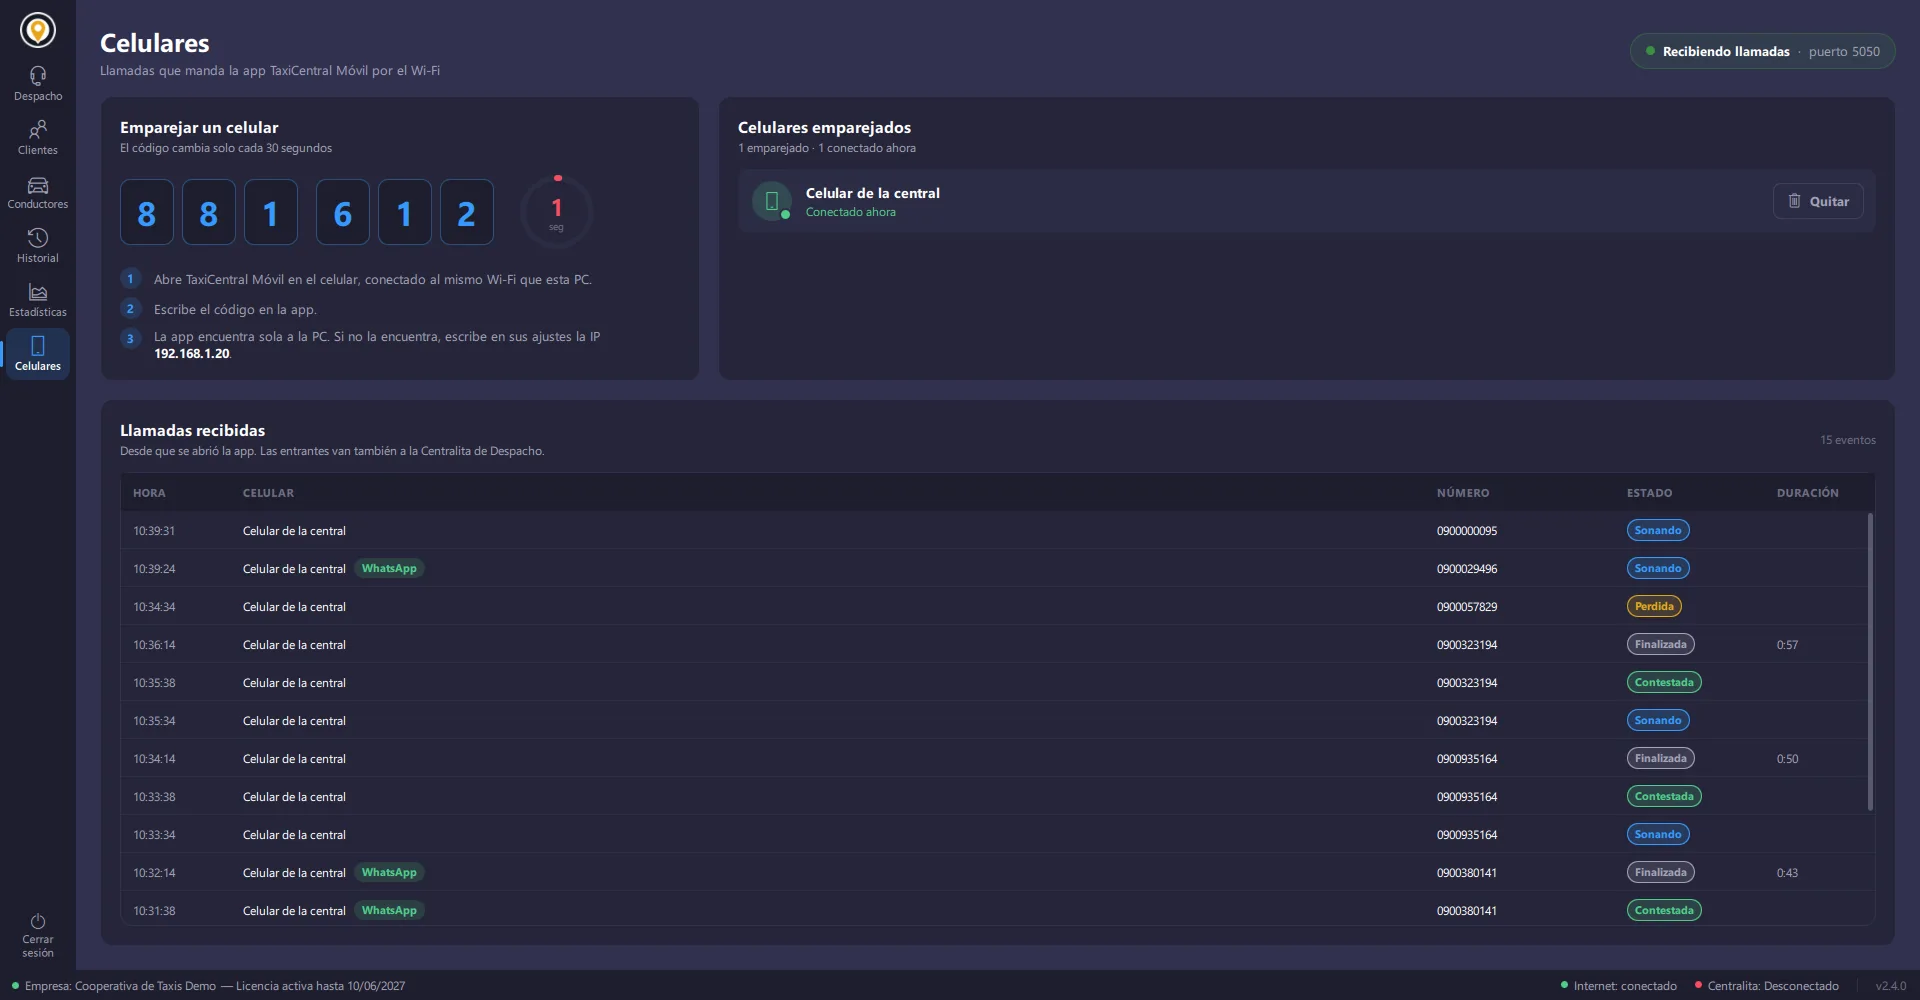 Celulares
Llamadas que manda la app TaxiCentral Móvil por el Wi-Fi
Recibiendo llamadas · puerto 5050
Despacho
Clientes
Conductores
Historial
Estadísticas
Celulares
Cerrar
sesión
Emparejar un celular
El código cambia solo cada 30 segundos
8 8 1 6 1 2
1
seg
1 Abre TaxiCentral Móvil en el celular, conectado al mismo Wi-Fi que esta PC.
2 Escribe el código en la app.
3 La app encuentra sola a la PC. Si no la encuentra, escribe en sus ajustes la IP
192.168.1.20.
Celulares emparejados
1 emparejado · 1 conectado ahora
Celular de la central
Conectado ahora
Quitar
Llamadas recibidas
Desde que se abrió la app. Las entrantes van también a la Centralita de Despacho.
15 eventos
HORA CELULAR NÚMERO ESTADO DURACIÓN
10:39:31 Celular de la central 0900000095 Sonando
10:39:24 Celular de la central WhatsApp 0900029496 Sonando
10:34:34 Celular de la central 0900057829 Perdida
10:36:14 Celular de la central 0900323194 Finalizada 0:57
10:35:38 Celular de la central 0900323194 Contestada
10:35:34 Celular de la central 0900323194 Sonando
10:34:14 Celular de la central 0900935164 Finalizada 0:50
10:33:38 Celular de la central 0900935164 Contestada
10:33:34 Celular de la central 0900935164 Sonando
10:32:14 Celular de la central WhatsApp 0900380141 Finalizada 0:43
10:31:38 Celular de la central WhatsApp 0900380141 Contestada
Empresa: Cooperativa de Taxis Demo — Licencia activa hasta 10/06/2027
Internet: conectado
Centralita: Desconectado
v2.4.0